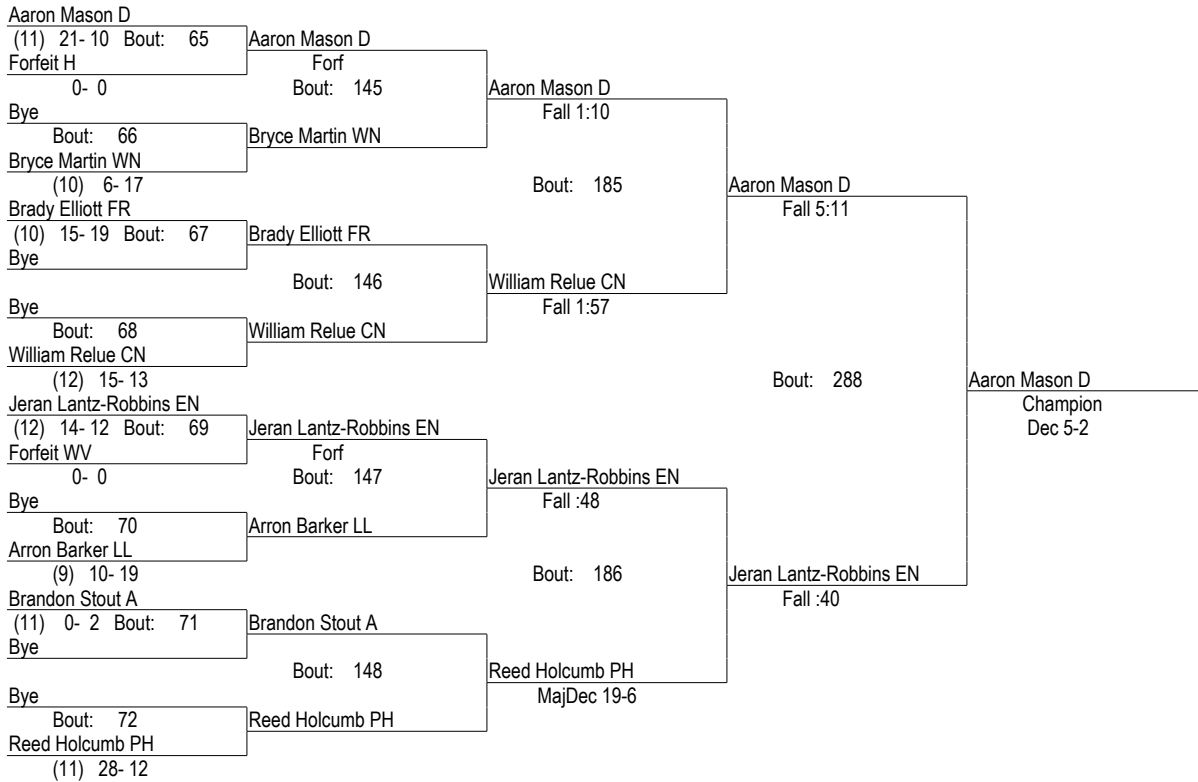 Aaron Mason D
(11) 21- 10 Bout: 65
Aaron Mason D
Forfeit H
Forf
0- 0
Bout: 145
Aaron Mason D
Bye
Fall 1:10
Bout: 66
Bryce Martin WN
Bryce Martin WN
(10) 6- 17
Bout: 185
Aaron Mason D
Brady Elliott FR
Fall 5:11
(10) 15- 19 Bout: 67
Brady Elliott FR
Bye
Bout: 146
William Relue CN
Bye
Fall 1:57
Bout: 68
William Relue CN
William Relue CN
(12) 15- 13
Bout: 288
Aaron Mason D
Jeran Lantz-Robbins EN
Champion
(12) 14- 12 Bout: 69
Jeran Lantz-Robbins EN
Dec 5-2
Forfeit WV
Forf
0- 0
Bout: 147
Jeran Lantz-Robbins EN
Bye
Fall :48
Bout: 70
Arron Barker LL
Arron Barker LL
(9) 10- 19
Bout: 186
Jeran Lantz-Robbins EN
Brandon Stout A
Fall :40
(11) 0- 2 Bout: 71
Brandon Stout A
Bye
Bout: 148
Reed Holcumb PH
Bye
MajDec 19-6
Bout: 72
Reed Holcumb PH
Reed Holcumb PH
(11) 28- 12